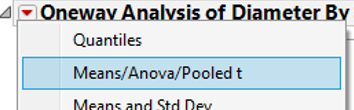 Oneway Analysis of Diameter By
Quantiles
Means/Anova/Pooled t
Means and Std Dev